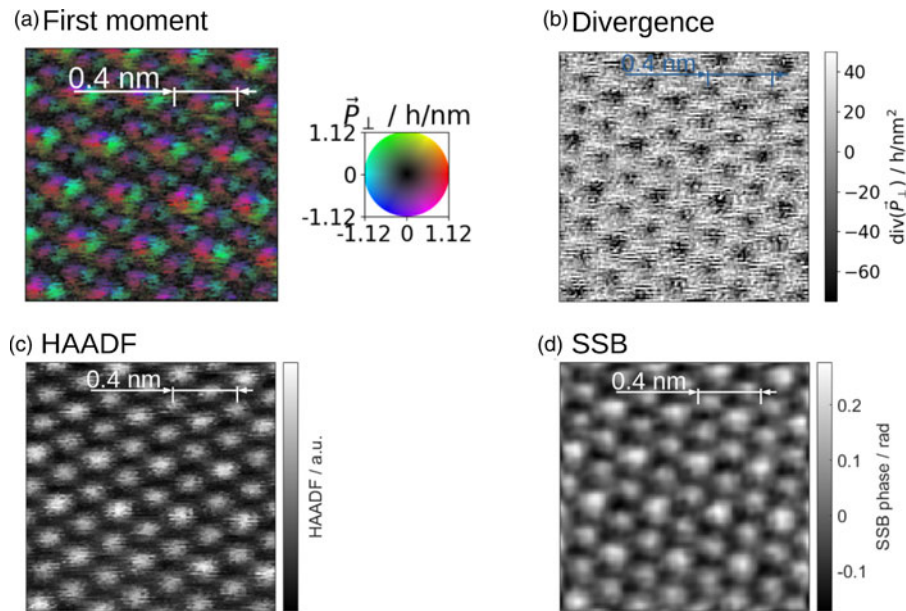 (a) First moment
0.4 nm
P⃗⊥ / h/nm
1.12
0
-1.12
-1.12 0 1.12
(b) Divergence
0.4 nm
40
20
0
−20
−40
−60
div(P⃗⊥) / h/nm²
(c) HAADF
0.4 nm
HAADF / a.u.
(d) SSB
0.4 nm
0.2
0.1
0
-0.1
SSB phase / rad